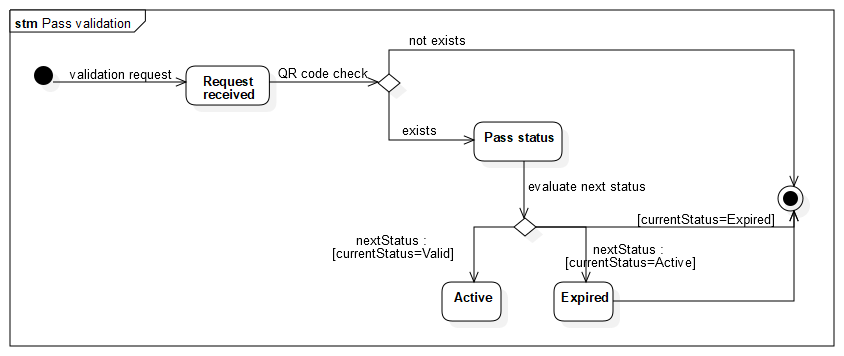 stm Pass validation
not exists
validation request
QR code check
Request
received
exists
Pass status
evaluate next status
[currentStatus=Expired]
nextStatus :
[currentStatus=Valid]
nextStatus :
[currentStatus=Active]
Active
Expired